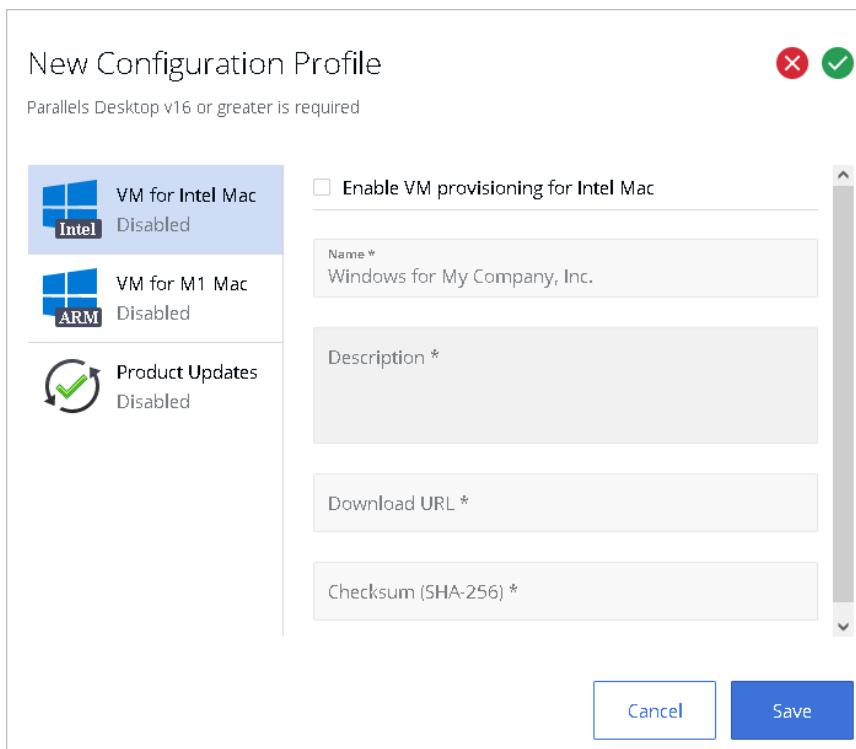 New Configuration Profile
Parallels Desktop v16 or greater is required
VM for Intel Mac
Intel
Disabled
VM for M1 Mac
ARM
Disabled
Product Updates
Disabled
Enable VM provisioning for Intel Mac
Name *
Windows for My Company, Inc.
Description *
Download URL *
Checksum (SHA-256) *
Cancel
Save